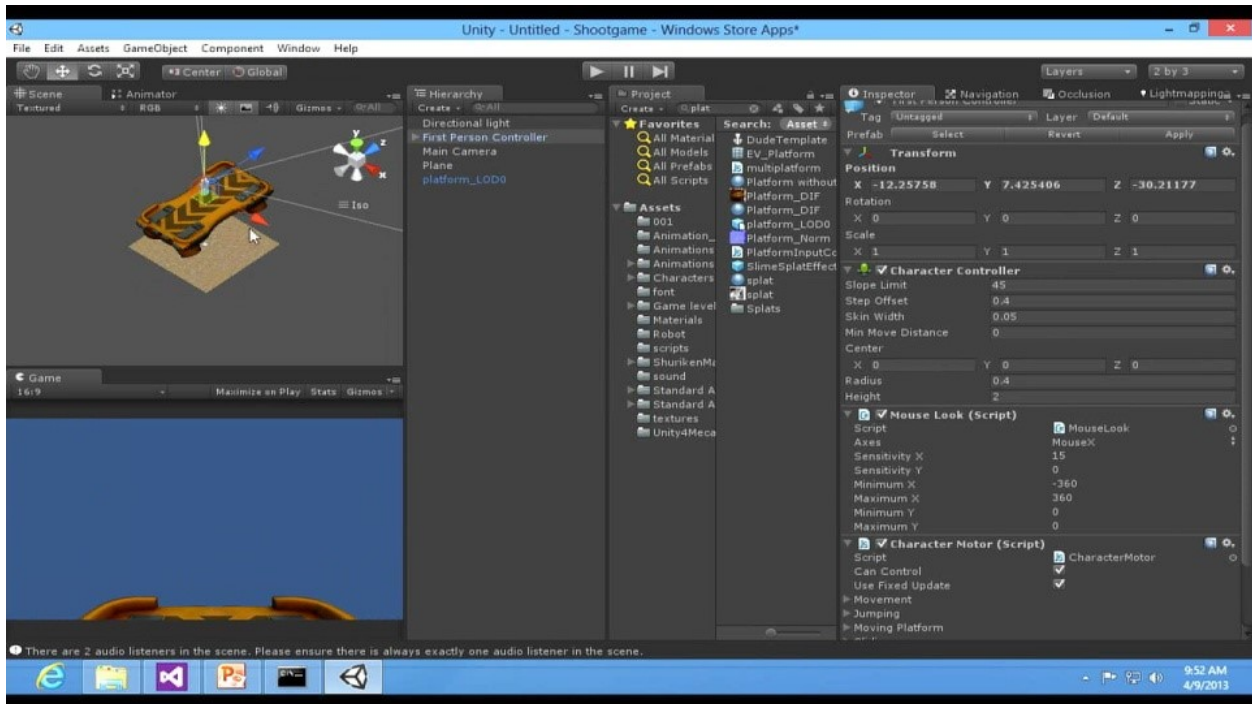 Unity - Untitled - Shootgame - Windows Store Apps*
File Edit Assets GameObject Component Window Help
Center Global
Layers
2 by 3
Scene Animator
Textured RGB Gizmos All
y
z
x
Iso
Game
16:9 Maximize on Play Stats Gizmos
Hierarchy
Create All
Directional light
First Person Controller
Main Camera
Plane
platform_LOD0
Project
Create plat
Favorites
All Material
All Models
All Prefabs
All Scripts
Assets
001
Animation_
Animations
Animations
Characters
font
Game level
Materials
Robot
scripts
ShurikenMa
sound
Standard A
Standard A
textures
Unity4Meca
Search: Asset
DudeTemplate
EV_Platform
multiplatform
Platform without
Platform_DIF
Platform_DIF
platform_LOD0
Platform_Norm
PlatformInputCo
SlimeSplatEffect
splat
splat
Splats
Inspector Navigation Occlusion Lightmapping
First Person Controller Static
Tag Untagged Layer Default
Prefab Select Revert Apply
Transform
Position
X -12.25758 Y 7.425406 Z -30.21177
Rotation
X 0 Y 0 Z 0
Scale
X 1 Y 1 Z 1
Character Controller
Slope Limit 45
Step Offset 0.4
Skin Width 0.05
Min Move Distance 0
Center
X 0 Y 0 Z 0
Radius 0.4
Height 2
Mouse Look (Script)
Script MouseLook
Axes MouseX
Sensitivity X 15
Sensitivity Y 0
Minimum X -360
Maximum X 360
Minimum Y 0
Maximum Y 0
Character Motor (Script)
Script CharacterMotor
Can Control
Use Fixed Update
Movement
Jumping
Moving Platform
There are 2 audio listeners in the scene. Please ensure there is always exactly one audio listener in the scene.
9:52 AM
4/9/2013